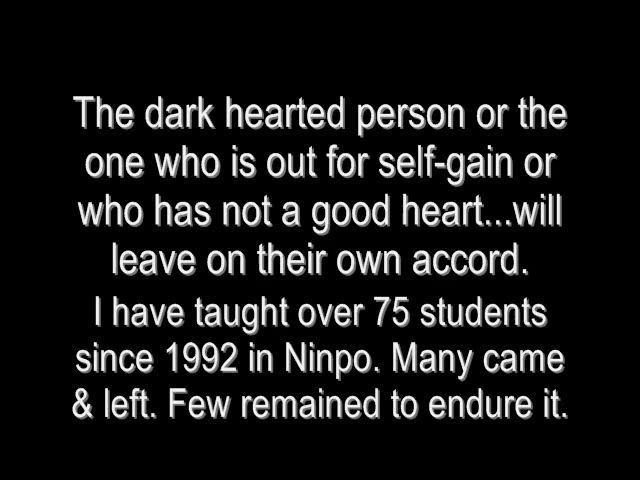 The dark hearted person or the
one who is out for self-gain or
who has not a good heart...will
leave on their own accord.
I have taught over 75 students
since 1992 in Ninpo. Many came
& left. Few remained to endure it.